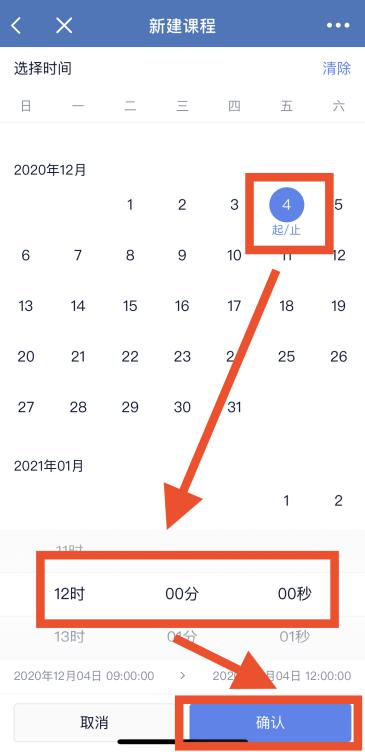 新建课程
选择时间 清除
日 一 二 三 四 五 六
2020年12月
1 2 3 4 5
起/止
6 7 8 9 10 11 12
13 14 15 16 17 18 19
20 21 22 23 24 25 26
27 28 29 30 31
2021年01月
1 2
11时
12时 00分 00秒
13时 01分 01秒
2020年12月04日 09:00:00 > 2020 月04日 12:00:00
取消 确认